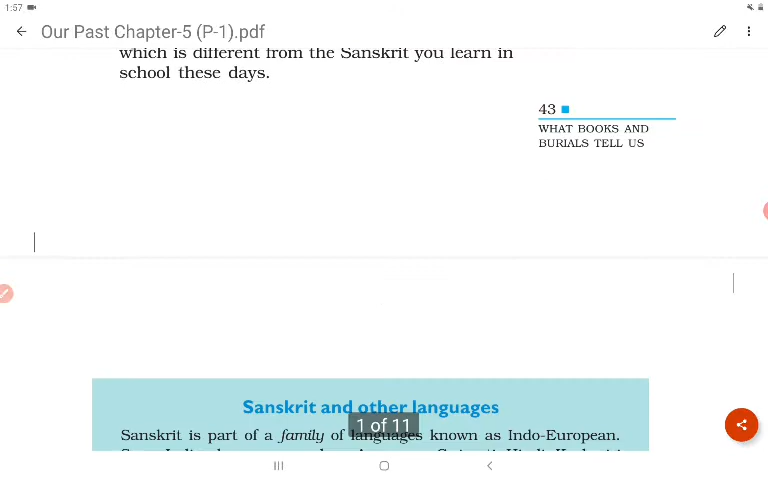 1:57
Our Past Chapter-5 (P-1).pdf
which is different from the Sanskrit you learn in
school these days.
43
WHAT BOOKS AND
BURIALS TELL US
Sanskrit and other languages
1 of 11
Sanskrit is part of a family of languages known as Indo-European.